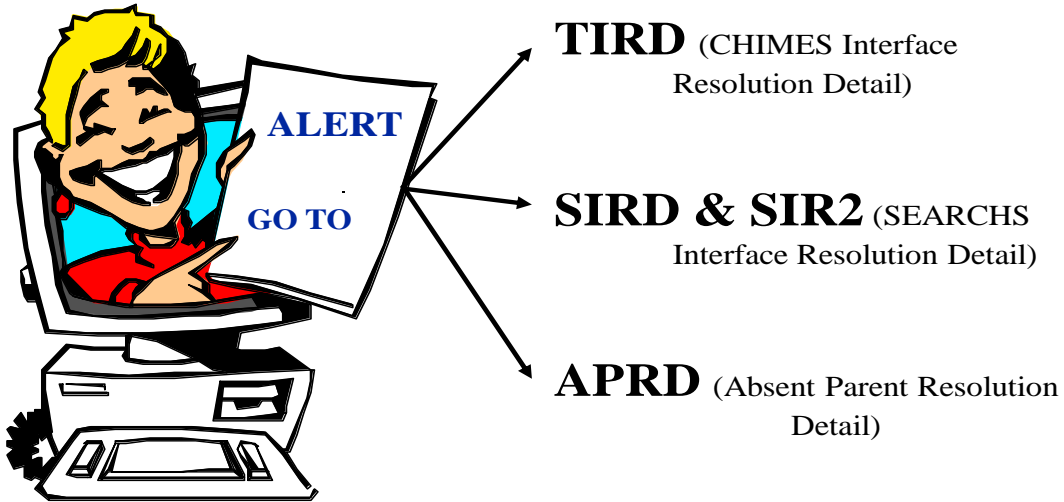 ALERT
GO TO
TIRD (CHIMES Interface
Resolution Detail)
SIRD & SIR2 (SEARCHS
Interface Resolution Detail)
APRD (Absent Parent Resolution
Detail)